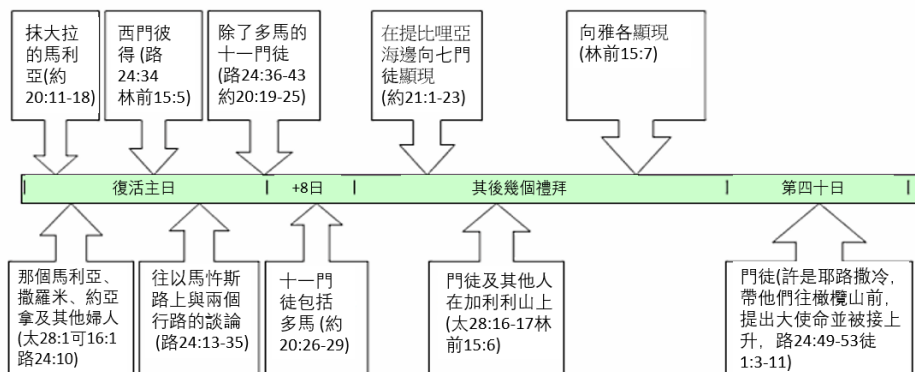 抹大拉
的馬利
亞(約
20:11-18)
西門彼
得 (路
24:34
林前15:5)
除了多馬的
十一門徒
(路24:36-43
約20:19-25)
在提比哩亞
海邊向七門
徒顯現
(約21:1-23)
向雅各顯現
(林前15:7)
復活主日
+8日
其後幾個禮拜
第四十日
那個馬利亞、
撒羅米、約亞
拿及其他婦人
(太28:1可16:1
路24:10)
往以馬忤斯
路上與兩個
行路的談論
(路24:13-35)
十一門
徒包括
多馬 (約
20:26-29)
門徒及其他人
在加利利山上
(太28:16-17林
前15:6)
門徒(許是耶路撒冷,
帶他們往橄欖山前,
提出大使命並被接上
升, 路24:49-53徒
1:3-11)